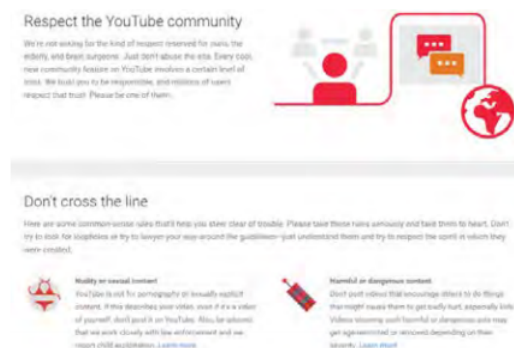 Respect the YouTube community
We're not asking for the kind of respect reserved for nuns, the
elderly, and brain surgeons. Just don't abuse the site. Every cool,
new community feature on YouTube involves a certain level of
trust. We trust you to be responsible, and millions of users
respect that trust. Please be one of them.
Don't cross the line
Here are some common-sense rules that'll help you steer clear of trouble. Please take these rules seriously and take them to heart. Don't
try to look for loopholes or try to lawyer your way around the guidelines—just understand them and try to respect the spirit in which they
were created.
Nudity or sexual content
YouTube is not for pornography or sexually explicit
content. If this describes your video, even if it's a video
of yourself, don't post it on YouTube. Also, be advised
that we work closely with law enforcement and we
report child exploitation. Learn more
Harmful or dangerous content
Don't post videos that encourage others to do things
that might cause them to get badly hurt, especially kids.
Videos showing such harmful or dangerous acts may
get age-restricted or removed depending on their
severity. Learn more